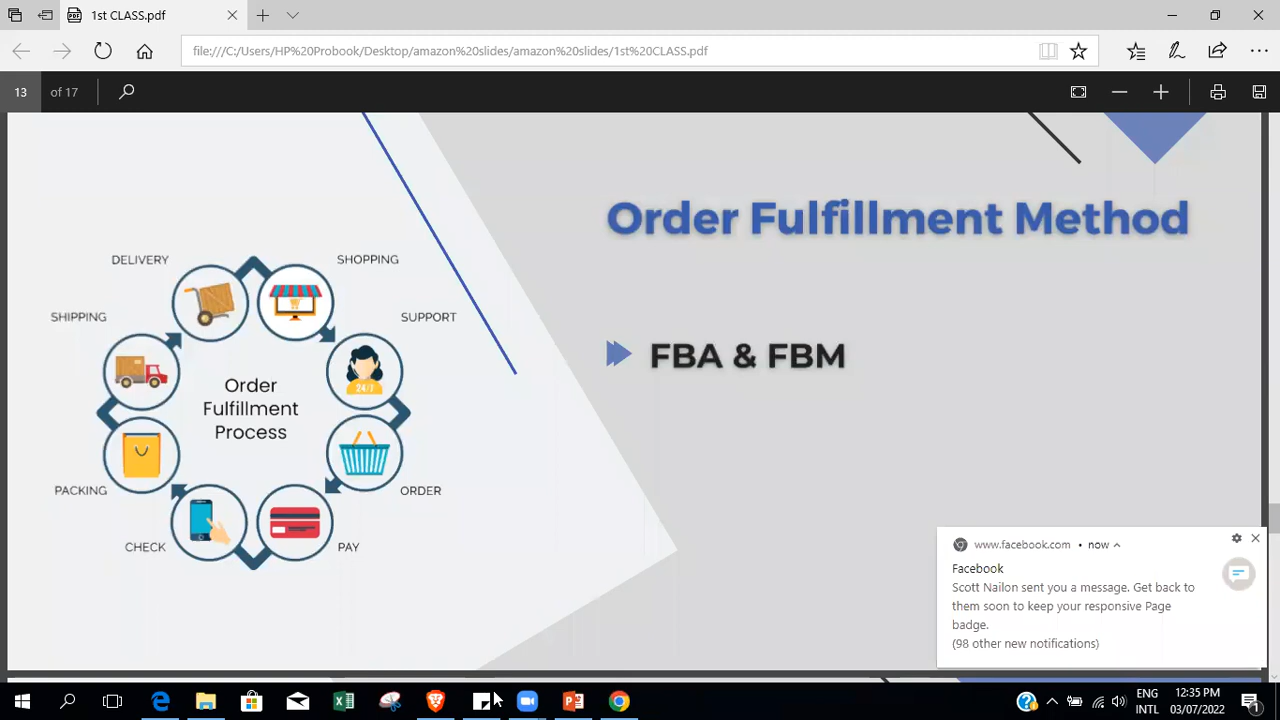 1st CLASS.pdf
file:///C:/Users/HP%20Probook/Desktop/amazon%20slides/amazon%20slides/1st%20CLASS.pdf
13 of 17
Order Fulfillment Method
FBA & FBM
DELIVERY
SHOPPING
SHIPPING
SUPPORT
24/7
Order
Fulfillment
Process
PACKING
ORDER
CHECK
PAY
www.facebook.com • now
Facebook
Scott Nailon sent you a message. Get back to
them soon to keep your responsive Page
badge.
(98 other new notifications)
ENG
INTL
12:35 PM
03/07/2022
1